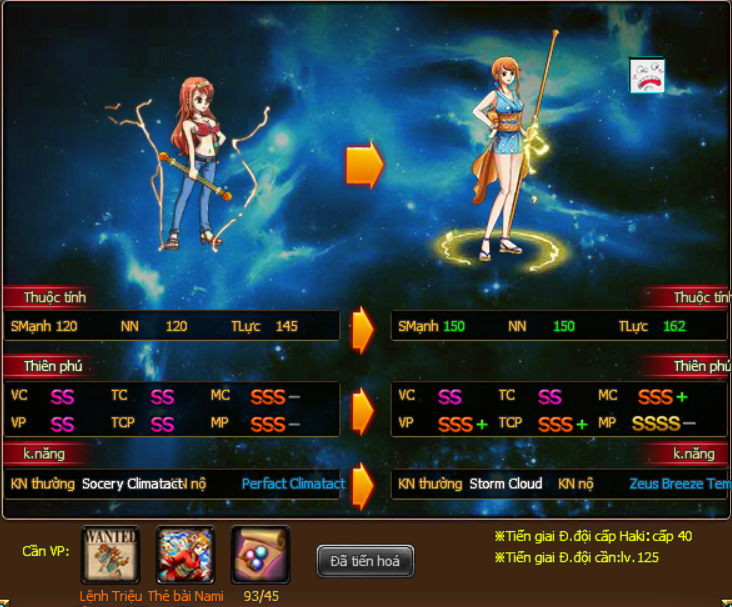 Thuộc tính Thuộc tính
SMạnh 120 NN 120 TLực 145 SMạnh 150 NN 150 TLực 162
Thiên phú Thiên phú
VC SS TC SS MC SSS– VC SS TC SS MC SSS+
VP SS TCP SS MP SSS– VP SSS+ TCP SSS+ MP SSSS–
k.năng k.năng
KN thường Socery Climatact KN nộ Perfact Climatact KN thường Storm Cloud KN nộ Zeus Breeze Tem
WANTED
Cần VP: Đã tiến hoá
※Tiến giai Đ.đội cấp Haki: cấp 40
※Tiến giai Đ.đội cần:lv.125
Lệnh Triệu Thẻ bài Nami 93/45